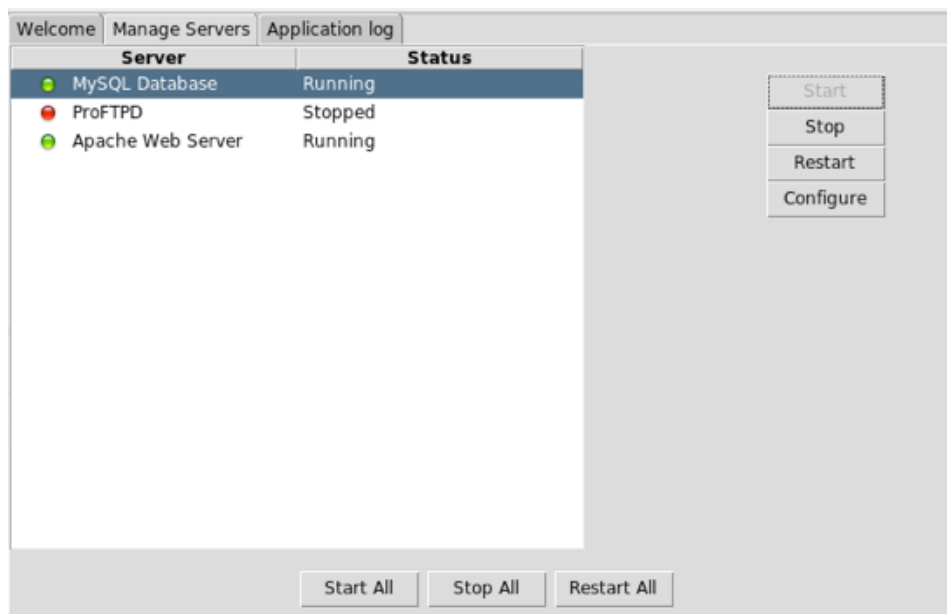 Welcome Manage Servers Application log
Server Status
MySQL Database Running
ProFTPD Stopped
Apache Web Server Running
Start
Stop
Restart
Configure
Start All Stop All Restart All